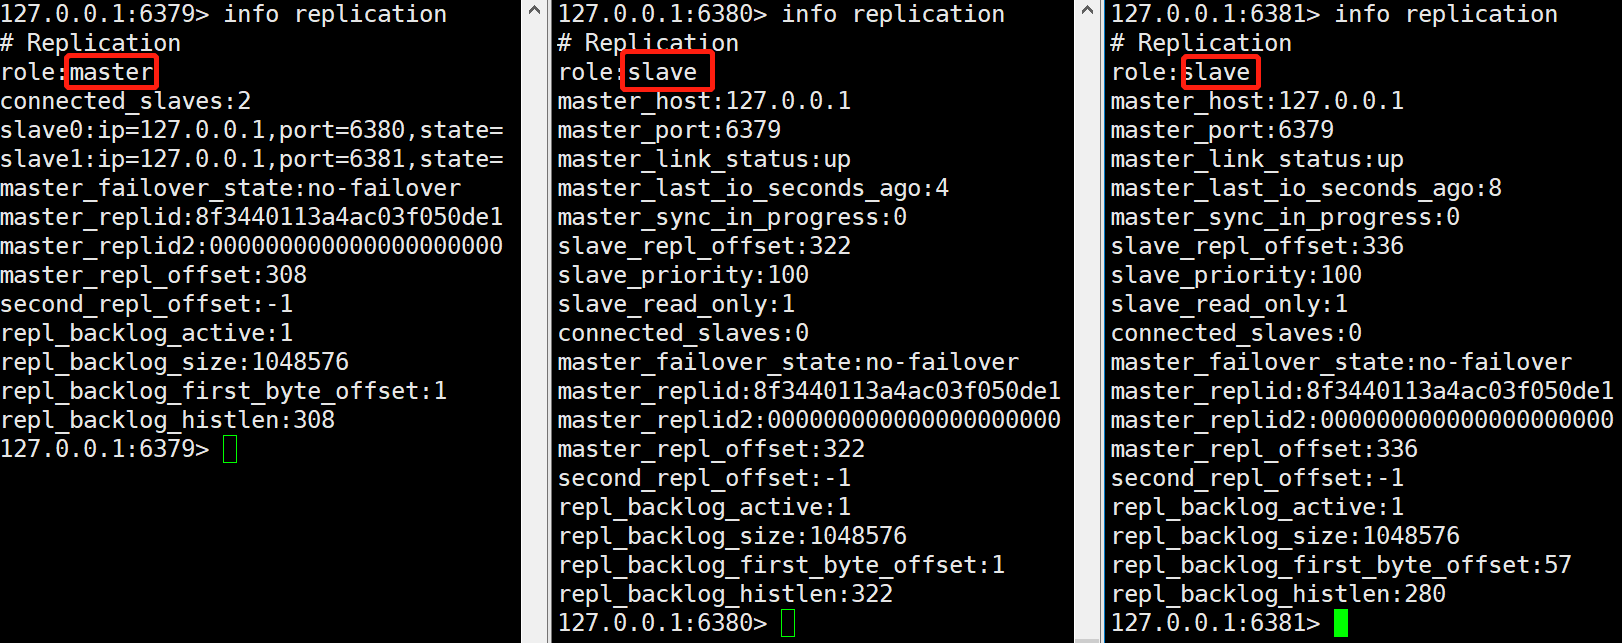 127.0.0.1:6379> info replication
# Replication
role:master
connected_slaves:2
slave0:ip=127.0.0.1,port=6380,state=
slave1:ip=127.0.0.1,port=6381,state=
master_failover_state:no-failover
master_replid:8f3440113a4ac03f050de1
master_replid2:0000000000000000000000
master_repl_offset:308
second_repl_offset:-1
repl_backlog_active:1
repl_backlog_size:1048576
repl_backlog_first_byte_offset:1
repl_backlog_histlen:308
127.0.0.1:6379>
127.0.0.1:6380> info replication
# Replication
role:slave
master_host:127.0.0.1
master_port:6379
master_link_status:up
master_last_io_seconds_ago:4
master_sync_in_progress:0
slave_repl_offset:322
slave_priority:100
slave_read_only:1
connected_slaves:0
master_failover_state:no-failover
master_replid:8f3440113a4ac03f050de1
master_replid2:0000000000000000000000
master_repl_offset:322
second_repl_offset:-1
repl_backlog_active:1
repl_backlog_size:1048576
repl_backlog_first_byte_offset:1
repl_backlog_histlen:322
127.0.0.1:6380>
127.0.0.1:6381> info replication
# Replication
role:slave
master_host:127.0.0.1
master_port:6379
master_link_status:up
master_last_io_seconds_ago:8
master_sync_in_progress:0
slave_repl_offset:336
slave_priority:100
slave_read_only:1
connected_slaves:0
master_failover_state:no-failover
master_replid:8f3440113a4ac03f050de1
master_replid2:000000000000000000000
master_repl_offset:336
second_repl_offset:-1
repl_backlog_active:1
repl_backlog_size:1048576
repl_backlog_first_byte_offset:57
repl_backlog_histlen:280
127.0.0.1:6381>